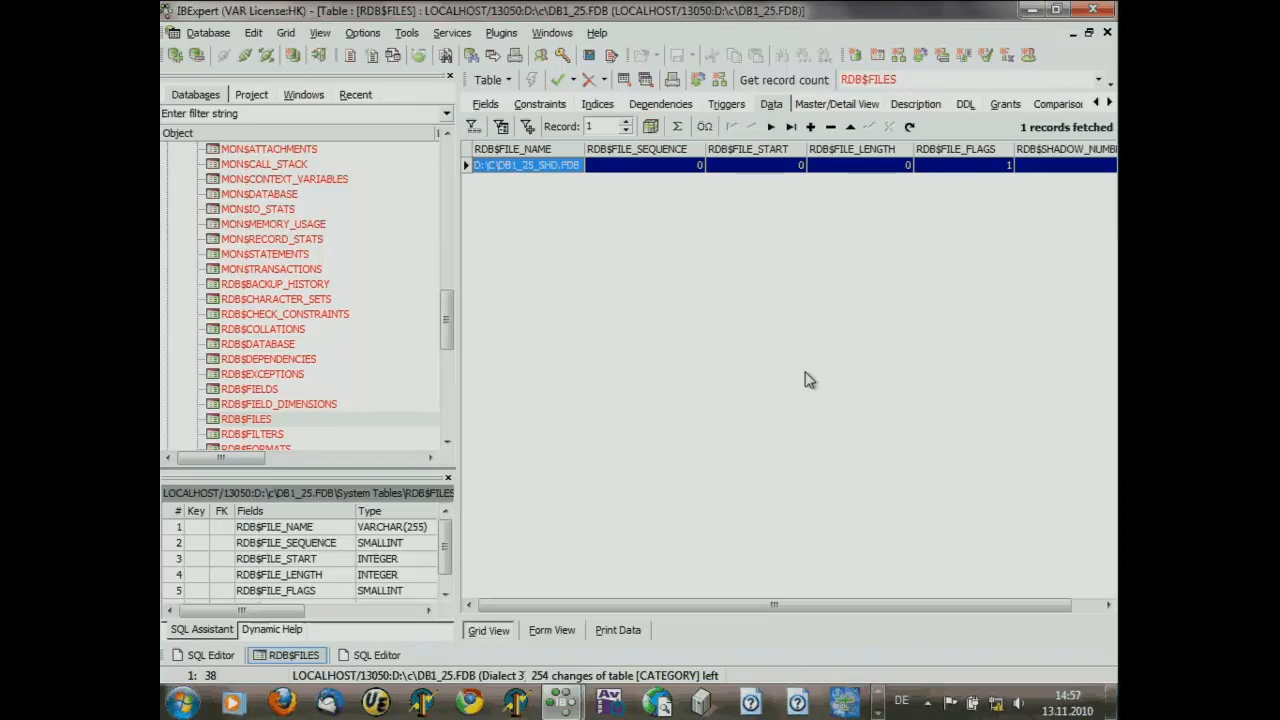 IBExpert (VAR License:HK) - [Table : [RDB$FILES] : LOCALHOST/13050:D:\c\DB1_25.FDB (LOCALHOST/13050:D:\c\DB1_25.FDB)]
Database Edit Grid View Options Tools Services Plugins Windows Help
Table Get record count RDB$FILES
Databases Project Windows Recent
Fields Constraints Indices Dependencies Triggers Data Master/Detail View Description DDL Grants Comparison
Enter filter string
Record: 1 1 records fetched
Object
RDB$FILE_NAME RDB$FILE_SEQUENCE RDB$FILE_START RDB$FILE_LENGTH RDB$FILE_FLAGS RDB$SHADOW_NUMB
D:\C\DB1_25_SHD.FDB 0 0 0 1
MON$ATTACHMENTS
MON$CALL_STACK
MON$CONTEXT_VARIABLES
MON$DATABASE
MON$IO_STATS
MON$MEMORY_USAGE
MON$RECORD_STATS
MON$STATEMENTS
MON$TRANSACTIONS
RDB$BACKUP_HISTORY
RDB$CHARACTER_SETS
RDB$CHECK_CONSTRAINTS
RDB$COLLATIONS
RDB$DATABASE
RDB$DEPENDENCIES
RDB$EXCEPTIONS
RDB$FIELDS
RDB$FIELD_DIMENSIONS
RDB$FILES
RDB$FILTERS
RDB$FORMATS
LOCALHOST/13050:D:\c\DB1_25.FDB\System Tables\RDB$FILES
# Key FK Fields Type
1 RDB$FILE_NAME VARCHAR(255)
2 RDB$FILE_SEQUENCE SMALLINT
3 RDB$FILE_START INTEGER
4 RDB$FILE_LENGTH INTEGER
5 RDB$FILE_FLAGS SMALLINT
SQL Assistant Dynamic Help
Grid View Form View Print Data
SQL Editor RDB$FILES SQL Editor
1: 38 LOCALHOST/13050:D:\c\DB1_25.FDB (Dialect 3) 254 changes of table [CATEGORY] left
DE 14:57
13.11.2010